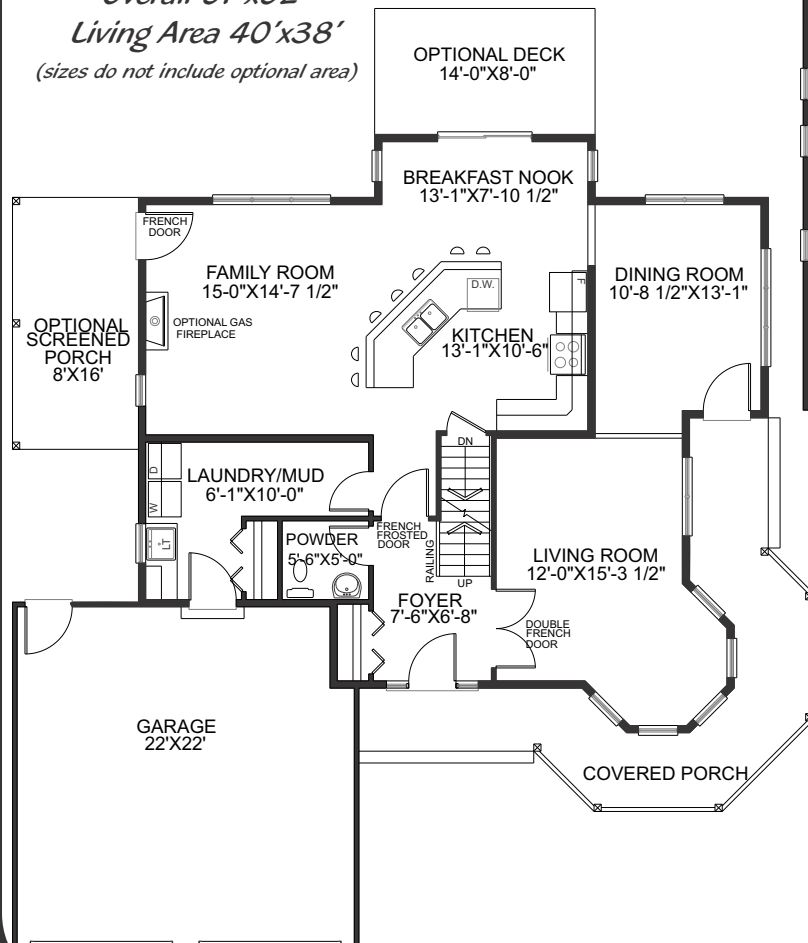 Living Area 40'x38'
(sizes do not include optional area)
OPTIONAL DECK
14'-0"X8'-0"
BREAKFAST NOOK
13'-1"X7'-10 1/2"
FRENCH
DOOR
FAMILY ROOM
15-0"X14'-7 1/2"
DINING ROOM
10'-8 1/2"X13'-1"
F
D.W.
OPTIONAL GAS
FIREPLACE
OPTIONAL
SCREENED
PORCH
8'X16'
KITCHEN
13'-1"X10'-6"
DN
D
W
LAUNDRY/MUD
6'-1"X10'-0"
LT
POWDER
5'-6"X5'-0"
FRENCH
FROSTED
DOOR
RAILING
UP
LIVING ROOM
12'-0"X15'-3 1/2"
FOYER
7'-6"X6'-8"
DOUBLE
FRENCH
DOOR
GARAGE
22'X22'
COVERED PORCH